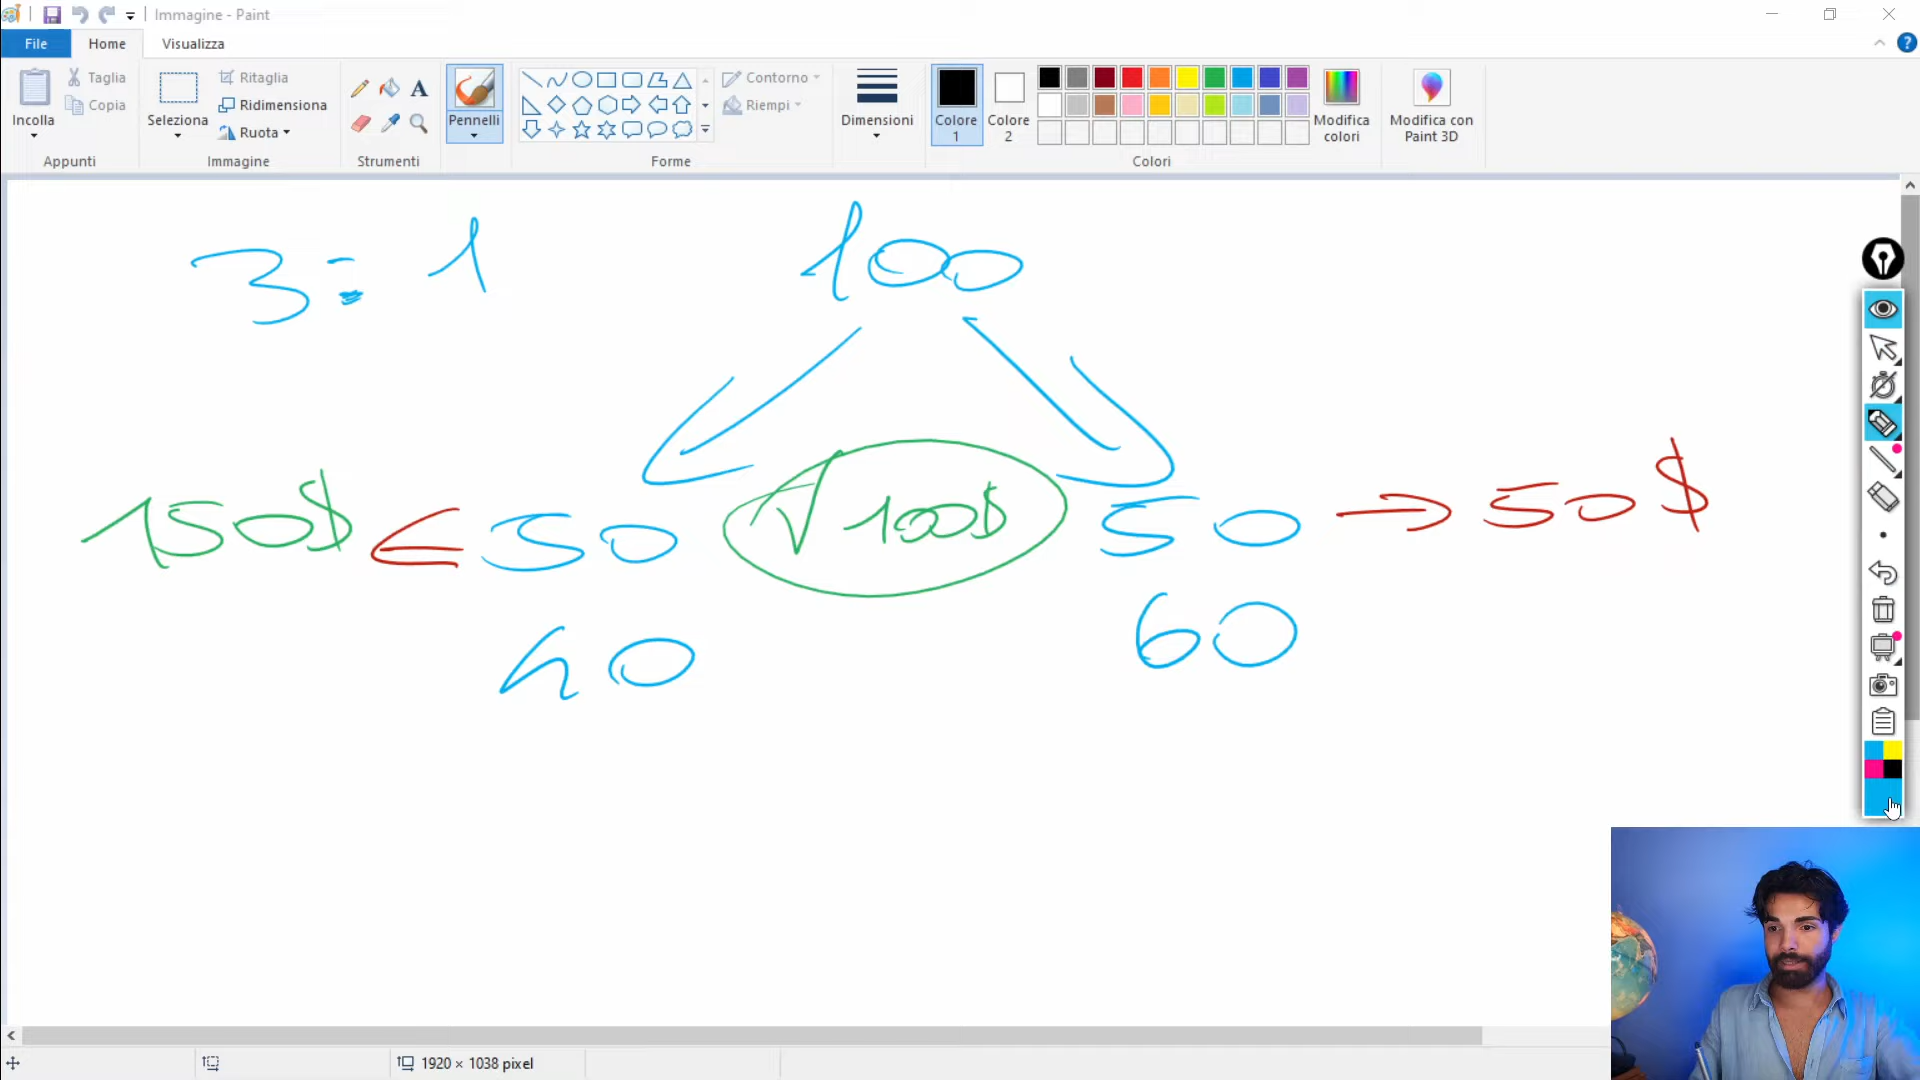 Immagine - Paint
File Home Visualizza
Taglia Ritaglia Contorno
Copia Ridimensiona Riempi
Incolla Seleziona Ruota Pennelli Dimensioni Colore 1 Colore 2 Modifica colori Modifica con Paint 3D
Appunti Immagine Strumenti Forme Colori
3 : 1 100
150$ 50 √100$ 50 → 50$
40 60
1920 × 1038 pixel